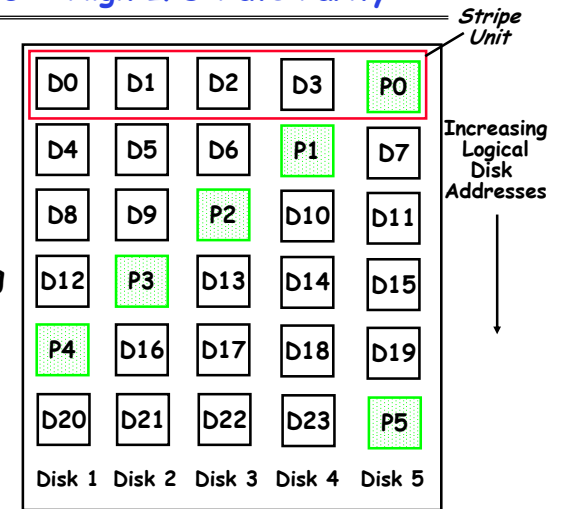 Stripe
Unit
D0 D1 D2 D3 P0
Increasing
Logical
Disk
Addresses
D4 D5 D6 P1 D7
D8 D9 P2 D10 D11
D12 P3 D13 D14 D15
P4 D16 D17 D18 D19
D20 D21 D22 D23 P5
Disk 1 Disk 2 Disk 3 Disk 4 Disk 5